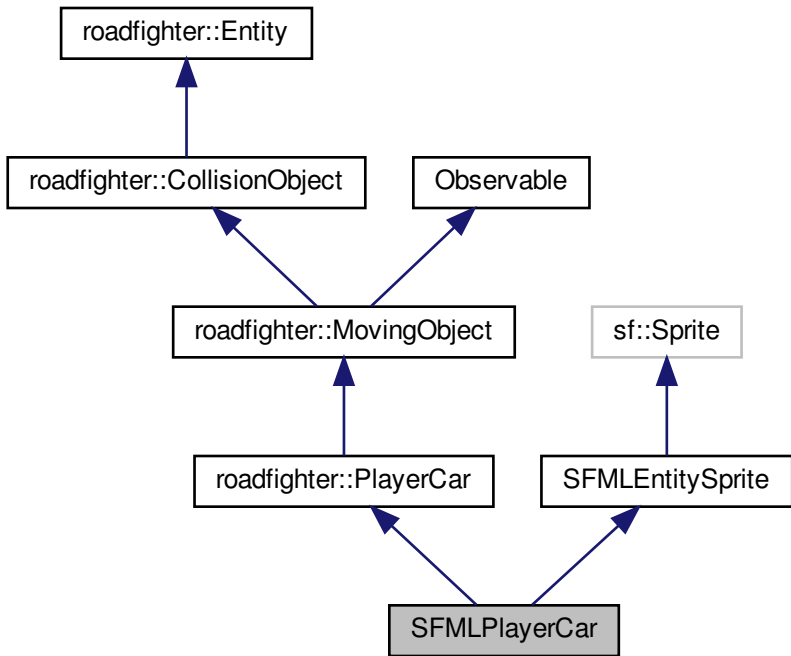 roadfighter::Entity
roadfighter::CollisionObject
Observable
roadfighter::MovingObject
sf::Sprite
roadfighter::PlayerCar
SFMLEntitySprite
SFMLPlayerCar